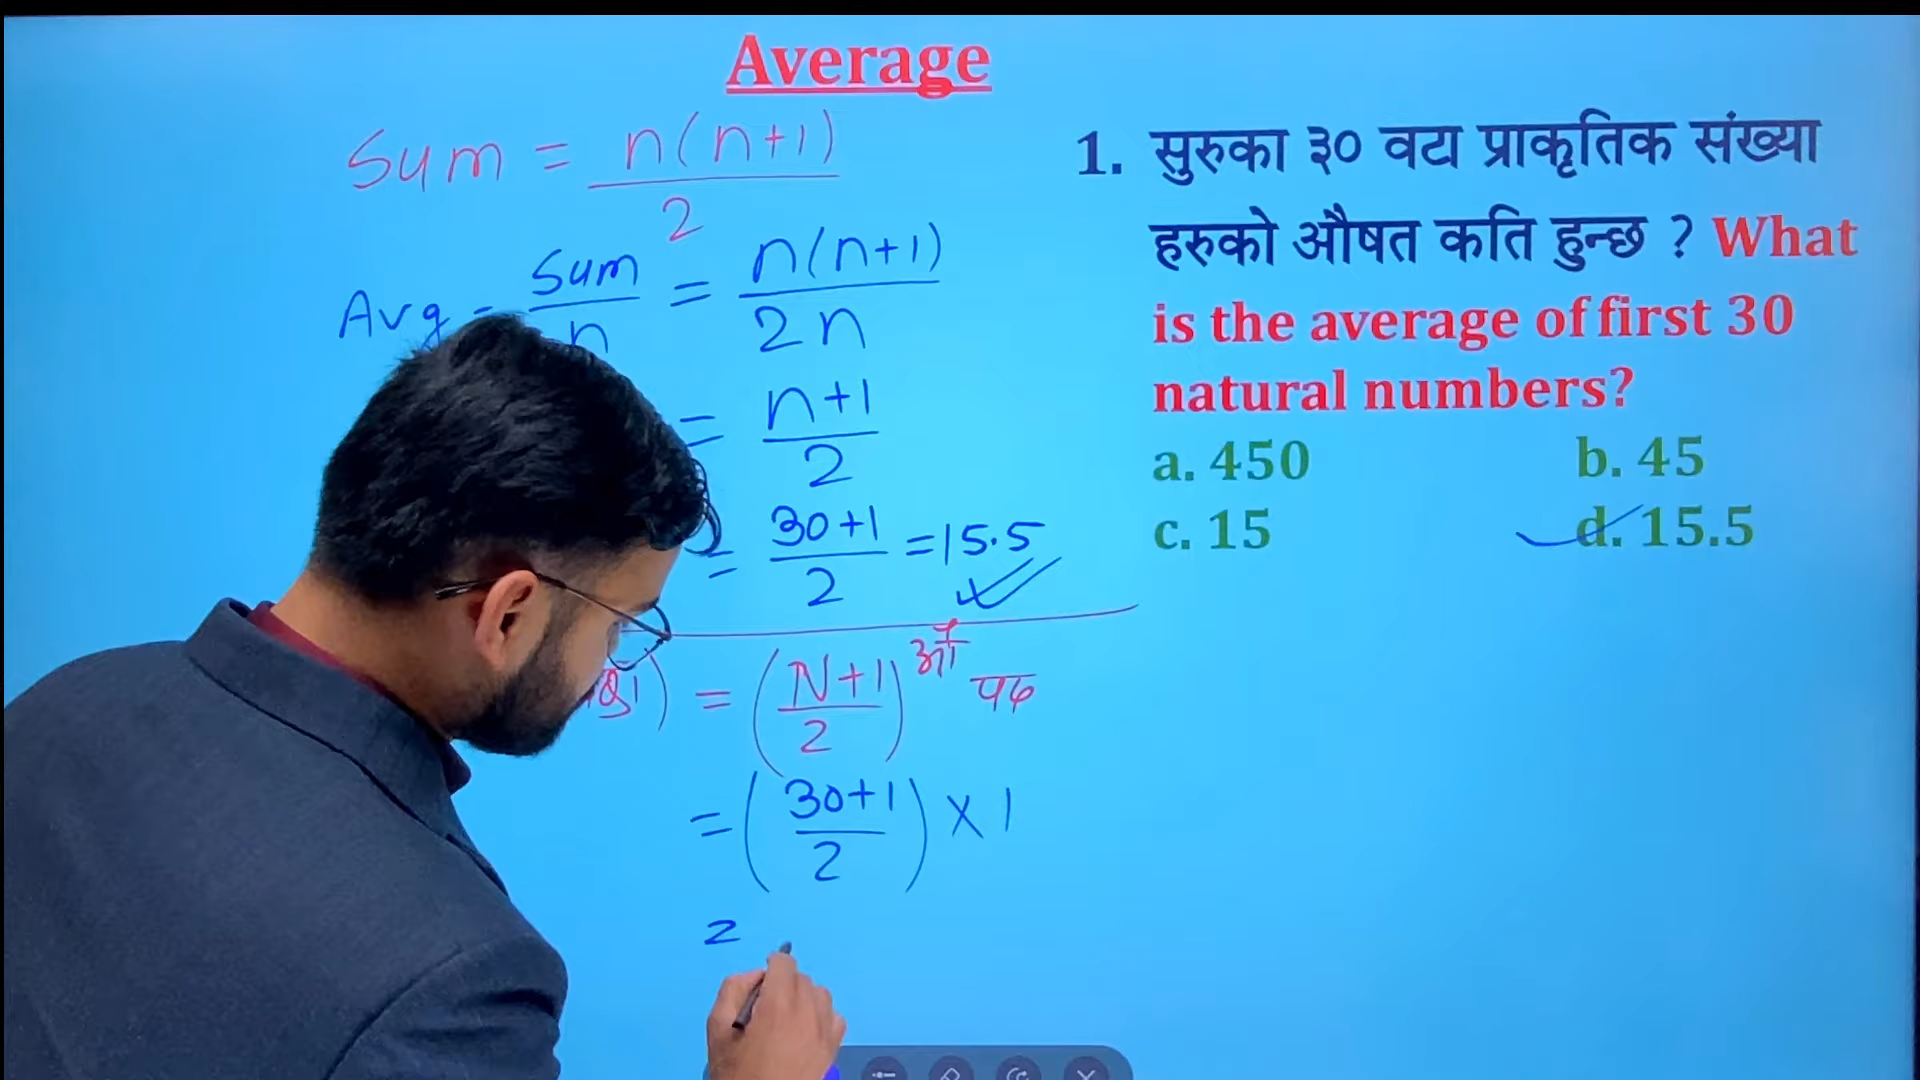 Average
Sum = n(n+1)/2
Avg = Sum/n = n(n+1)/2n
= n+1/2
= 30+1/2 = 15.5
) = (N+1/2) औं पद
= (30+1/2) × 1
=
1. सुरुका ३० वटा प्राकृतिक संख्या
हरुको औषत कति हुन्छ ? What
is the average of first 30
natural numbers?
a. 450 b. 45
c. 15 d. 15.5